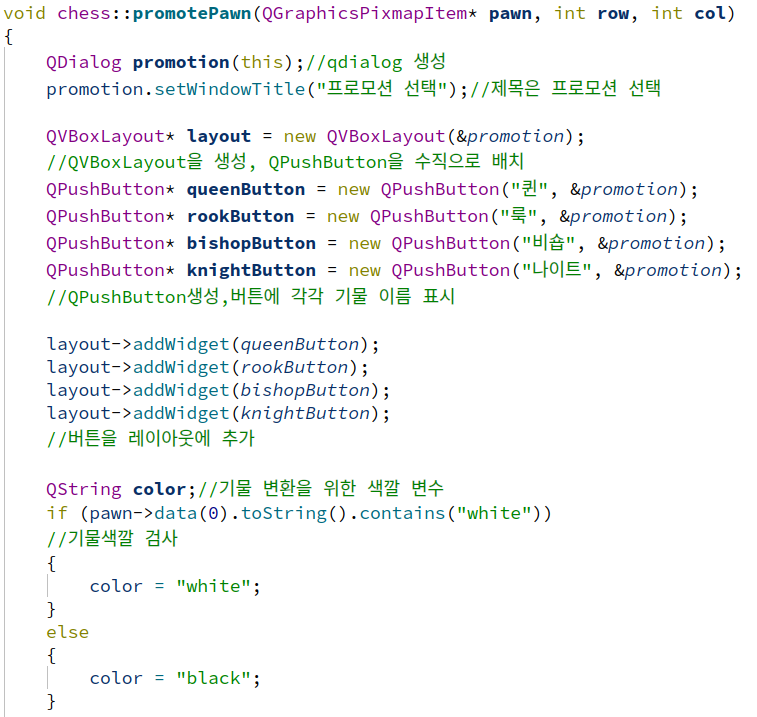 void chess::promotePawn(QGraphicsPixmapItem* pawn, int row, int col)
{
    QDialog promotion(this);//qdialog 생성
    promotion.setWindowTitle("프로모션 선택");//제목은 프로모션 선택

    QVBoxLayout* layout = new QVBoxLayout(&promotion);
    //QVBoxLayout을 생성, QPushButton을 수직으로 배치
    QPushButton* queenButton = new QPushButton("퀸", &promotion);
    QPushButton* rookButton = new QPushButton("룩", &promotion);
    QPushButton* bishopButton = new QPushButton("비숍", &promotion);
    QPushButton* knightButton = new QPushButton("나이트", &promotion);
    //QPushButton생성,버튼에 각각 기물 이름 표시

    layout->addWidget(queenButton);
    layout->addWidget(rookButton);
    layout->addWidget(bishopButton);
    layout->addWidget(knightButton);
    //버튼을 레이아웃에 추가

    QString color;//기물 변환을 위한 색깔 변수
    if (pawn->data(0).toString().contains("white"))
    //기물색깔 검사
    {
        color = "white";
    }
    else
    {
        color = "black";
    }